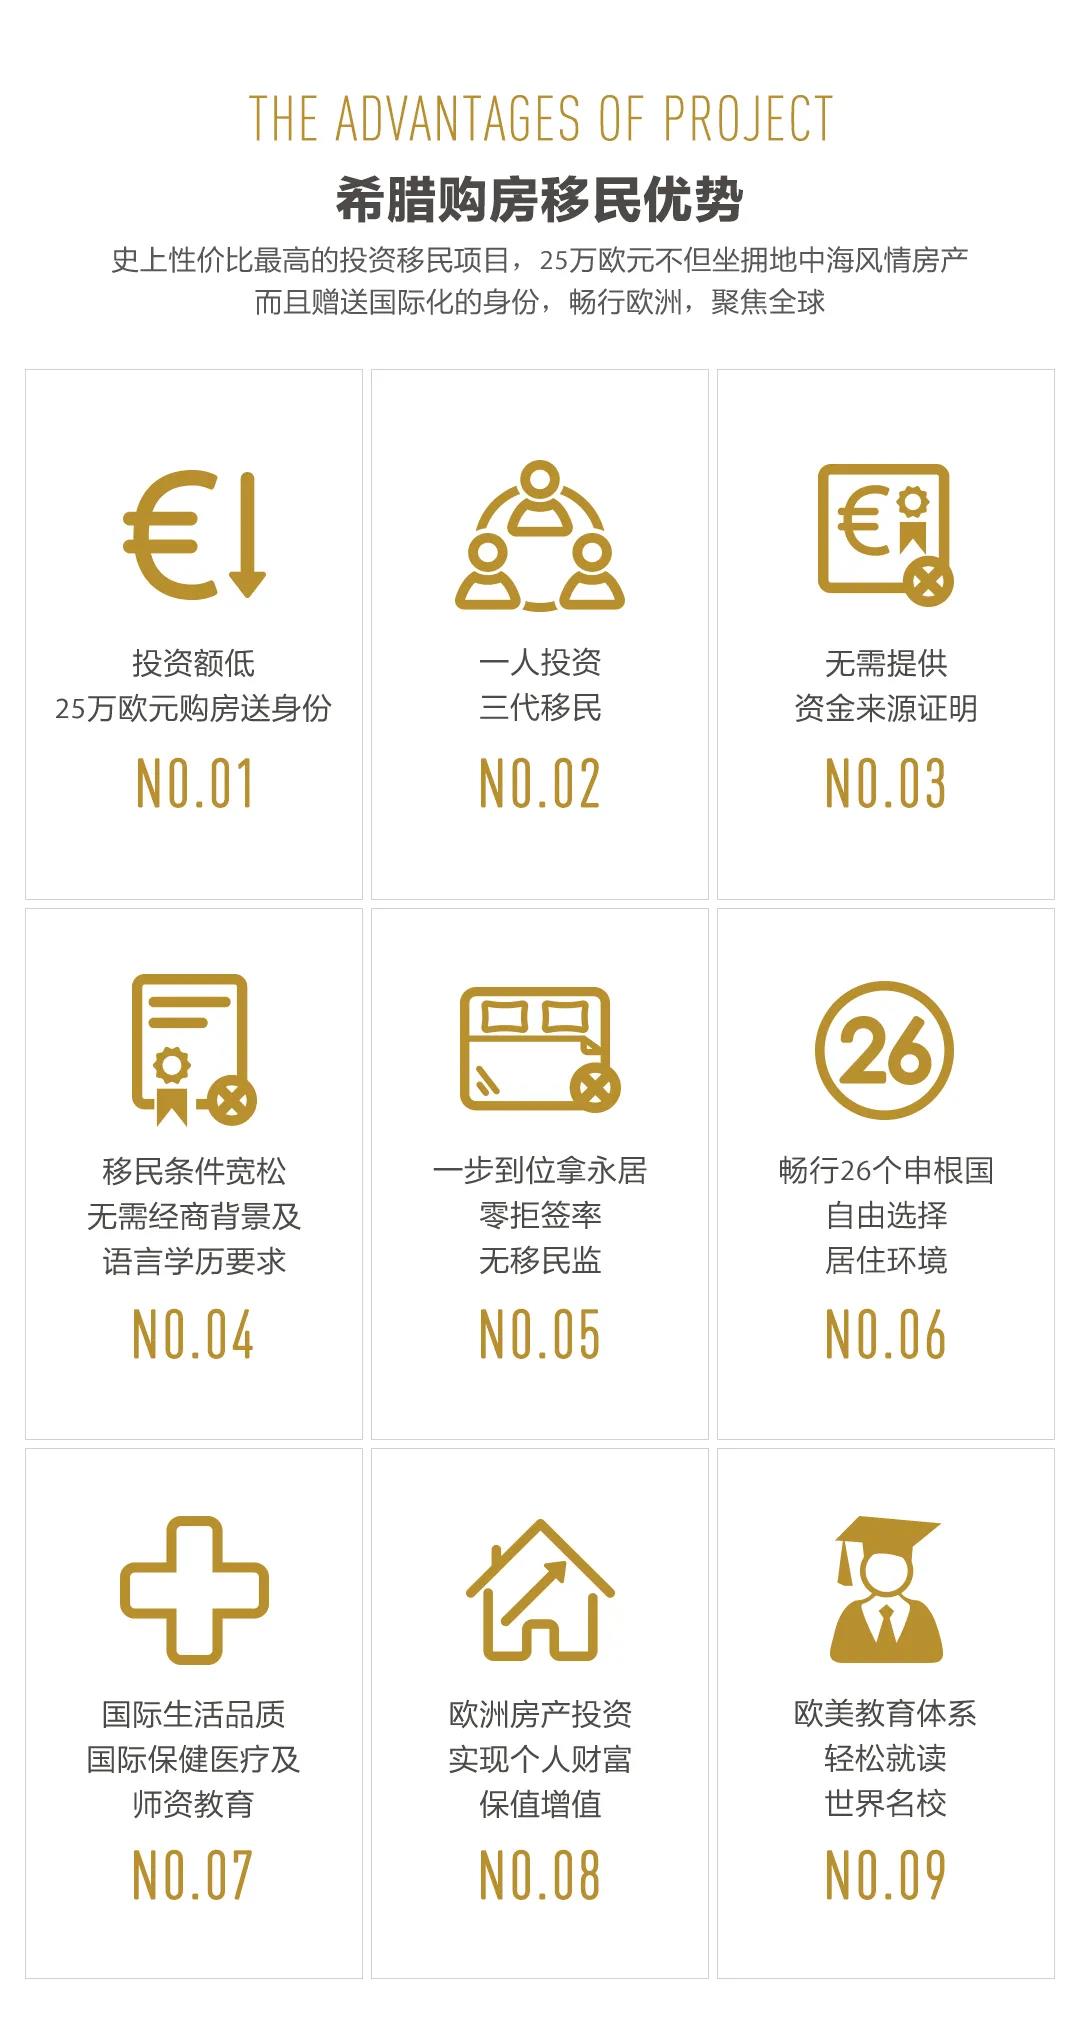 THE ADVANTAGES OF PROJECT
希腊购房移民优势
史上性价比最高的投资移民项目，25万欧元不但坐拥地中海风情房产
而且赠送国际化的身份，畅行欧洲，聚焦全球
投资额低
25万欧元购房送身份
NO.01
一人投资
三代移民
NO.02
无需提供
资金来源证明
NO.03
移民条件宽松
无需经商背景及
语言学历要求
NO.04
一步到位拿永居
零拒签率
无移民监
NO.05
26
畅行26个申根国
自由选择
居住环境
NO.06
国际生活品质
国际保健医疗及
师资教育
NO.07
欧洲房产投资
实现个人财富
保值增值
NO.08
欧美教育体系
轻松就读
世界名校
NO.09